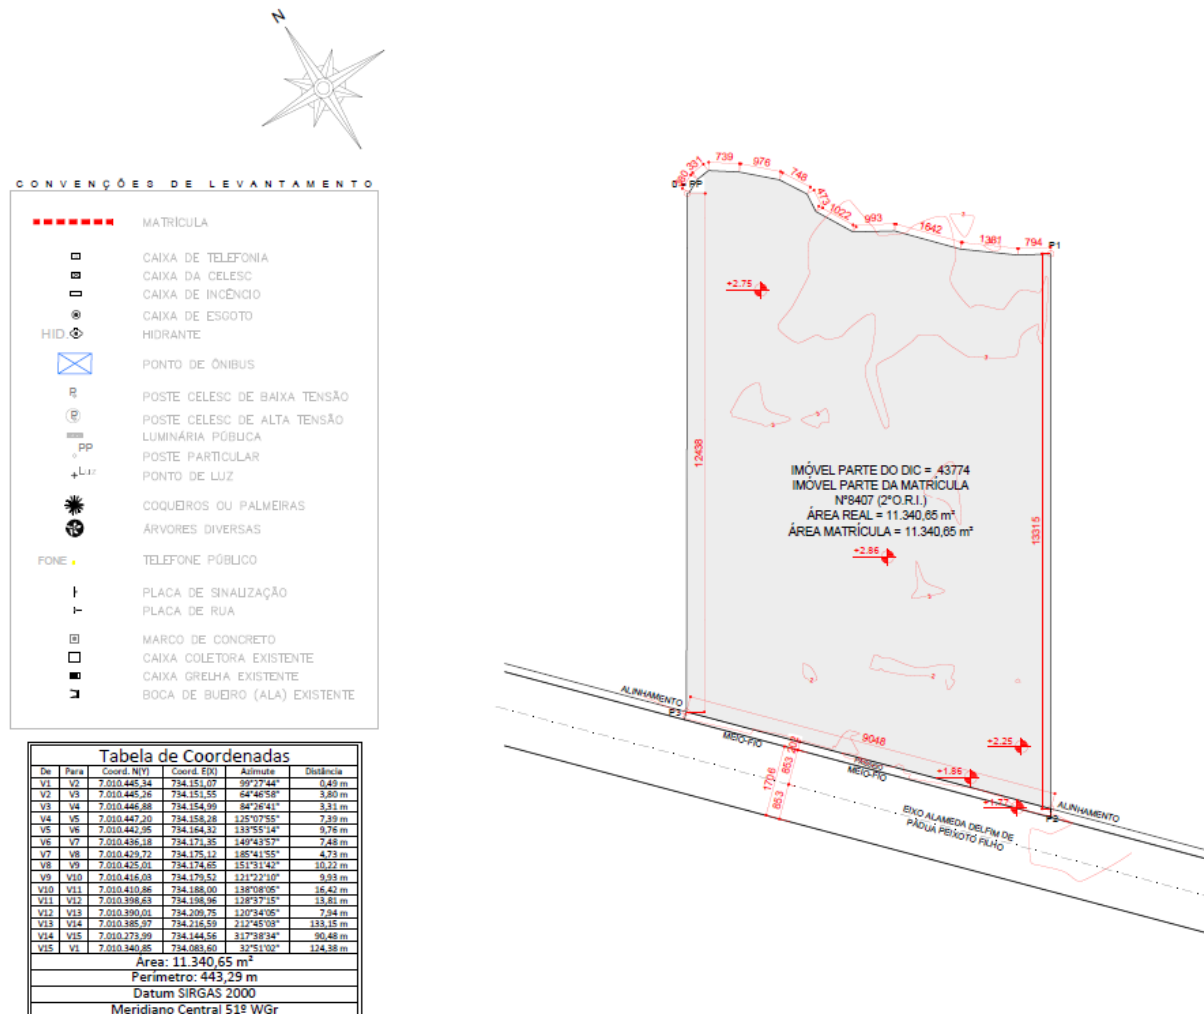 N
CONVENÇÕES DE LEVANTAMENTO
MATRÍCULA
CAIXA DE TELEFONIA
CAIXA DA CELESC
CAIXA DE INCÊNCIO
CAIXA DE ESGOTO
HID. HIDRANTE
PONTO DE ÔNIBUS
POSTE CELESC DE BAIXA TENSÃO
POSTE CELESC DE ALTA TENSÃO
LUMINÁRIA PÚBLICA
PP POSTE PARTICULAR
Luz PONTO DE LUZ
COQUEIROS OU PALMEIRAS
ÁRVORES DIVERSAS
FONE TELEFONE PÚBLICO
PLACA DE SINALIZAÇÃO
PLACA DE RUA
MARCO DE CONCRETO
CAIXA COLETORA EXISTENTE
CAIXA GRELHA EXISTENTE
BOCA DE BUEIRO (ALA) EXISTENTE
Tabela de Coordenadas
De Para Coord. N(Y) Coord. E(X) Azimute Distância
V1 V2 7.010.445,34 734.151,07 99°27'44" 0,49 m
V2 V3 7.010.445,26 734.151,55 64°46'58" 3,80 m
V3 V4 7.010.446,88 734.154,99 84°26'41" 3,31 m
V4 V5 7.010.447,20 734.158,28 125°07'55" 7,39 m
V5 V6 7.010.442,95 734.164,32 133°55'14" 9,76 m
V6 V7 7.010.436,18 734.171,35 149°43'57" 7,48 m
V7 V8 7.010.429,72 734.175,12 185°41'55" 4,73 m
V8 V9 7.010.425,01 734.174,65 151°31'42" 10,22 m
V9 V10 7.010.416,03 734.179,52 121°22'10" 9,93 m
V10 V11 7.010.410,86 734.188,00 138°08'05" 16,42 m
V11 V12 7.010.398,63 734.198,96 128°37'15" 13,81 m
V12 V13 7.010.390,01 734.209,75 120°34'05" 7,94 m
V13 V14 7.010.385,97 734.216,59 212°45'03" 133,15 m
V14 V15 7.010.273,99 734.144,56 317°38'34" 90,48 m
V15 V1 7.010.340,85 734.083,60 32°51'02" 124,38 m
Área: 11.340,65 m²
Perímetro: 443,29 m
Datum SIRGAS 2000
Meridiano Central 51º WGr
331
739
976
748
473
1022
993
1642
1381
794
P1
PP
+2.75
12438
13315
IMÓVEL PARTE DO DIC = 43774
IMÓVEL PARTE DA MATRÍCULA
N°8407 (2°O.R.I.)
ÁREA REAL = 11.340,65 m²
ÁREA MATRÍCULA = 11.340,65 m²
+2.86
ALINHAMENTO
P3
MEIO-FIO
9048
+2.25
PASSEIO
MEIO-FIO
+1.86
ALINHAMENTO
P2
1706
853
853
EIXO ALAMEDA DELFIM DE
PÁDUA PEIXOTO FILHO